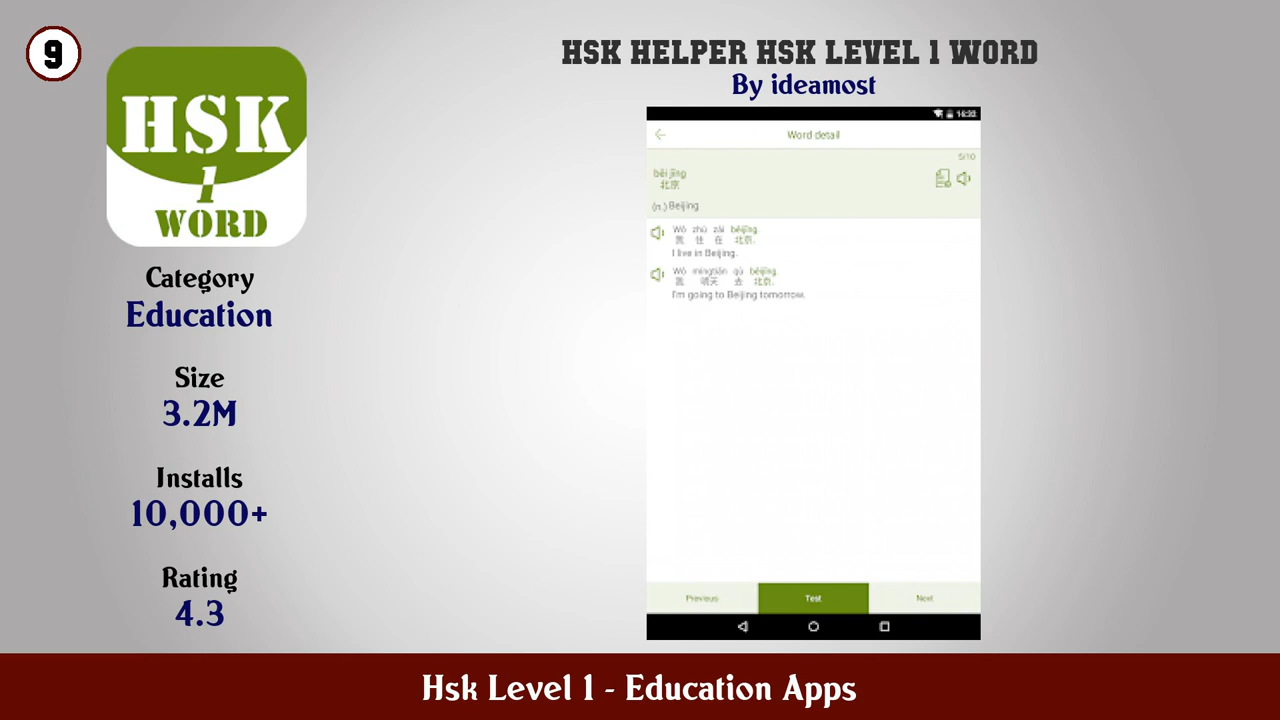 9
HSK
1
WORD
Category
Education
Size
3.2M
Installs
10,000+
Rating
4.3
HSK HELPER HSK LEVEL 1 WORD
By ideamost
16:32
Word detail
5/10
běi jīng
北京
(n.) Beijing
Wǒ zhù zài běijīng.
我 住 在 北京.
I live in Beijing.
Wǒ míngtiān qù běijīng.
我 明天 去 北京.
I'm going to Beijing tomorrow.
Previous Test Next
Hsk Level 1 - Education Apps